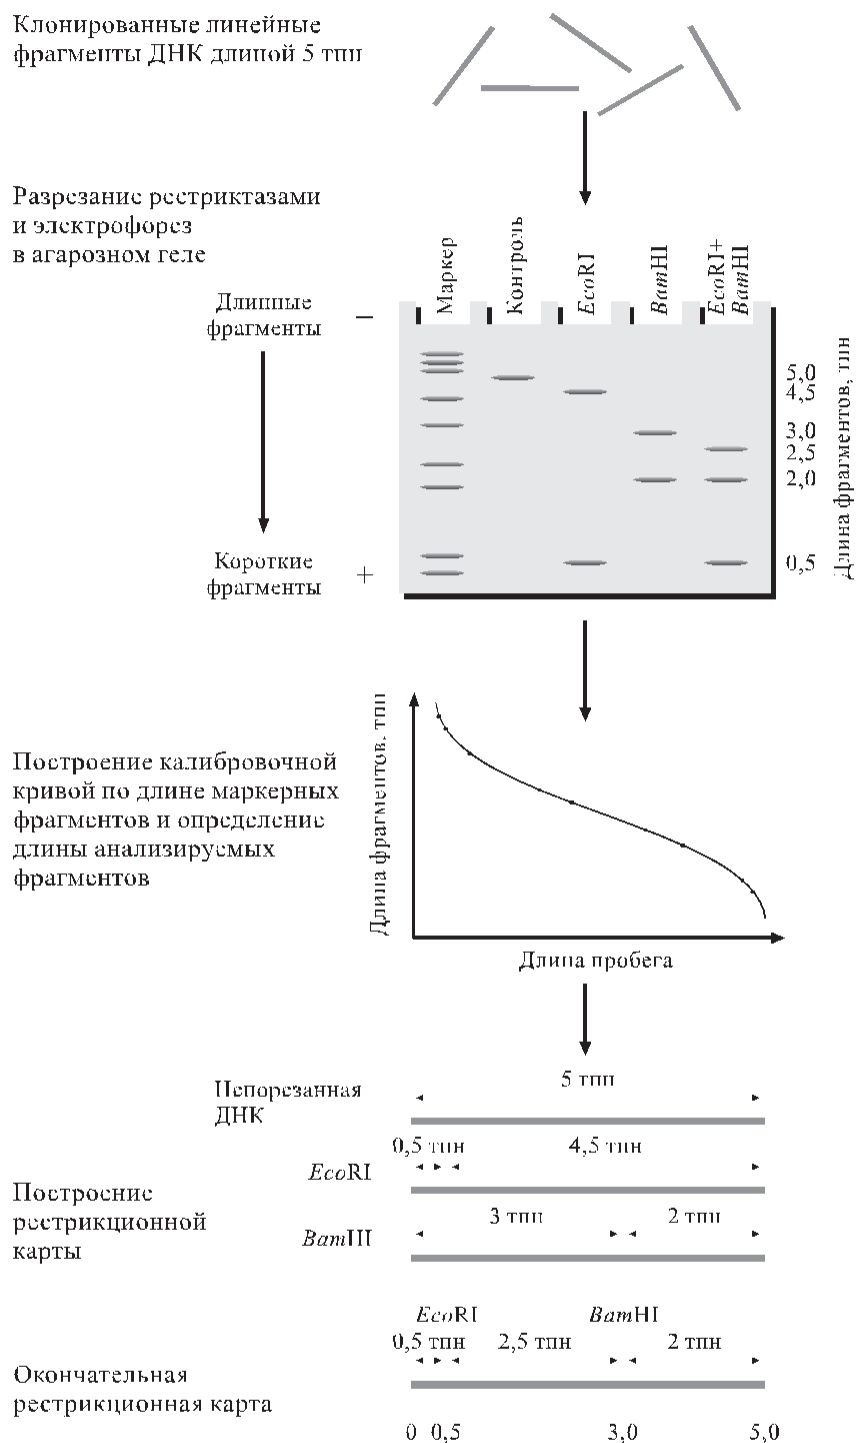 Клонированные линейные
фрагменты ДНК длиной 5 тпн
Разрезание рестриктазами
и электрофорез
в агарозном геле
Маркер
Контроль
EcoRI
BamHI
EcoRI+
BamHI
Длинные
фрагменты
–
5,0
4,5
3,0
2,5
2,0
0,5
Длина фрагментов, тпн
Короткие
фрагменты
+
Построение калибровочной
кривой по длине маркерных
фрагментов и определение
длины анализируемых
фрагментов
Длина фрагментов, тпн
Длина пробега
Непорезанная
ДНК
5 тпн
0,5 тпн 4,5 тпн
EcoRI
Построение
рестрикционной
карты
3 тпн 2 тпн
BamHI
EcoRI BamHI
0,5 тпн 2,5 тпн 2 тпн
Окончательная
рестрикционная карта
0 0,5 3,0 5,0